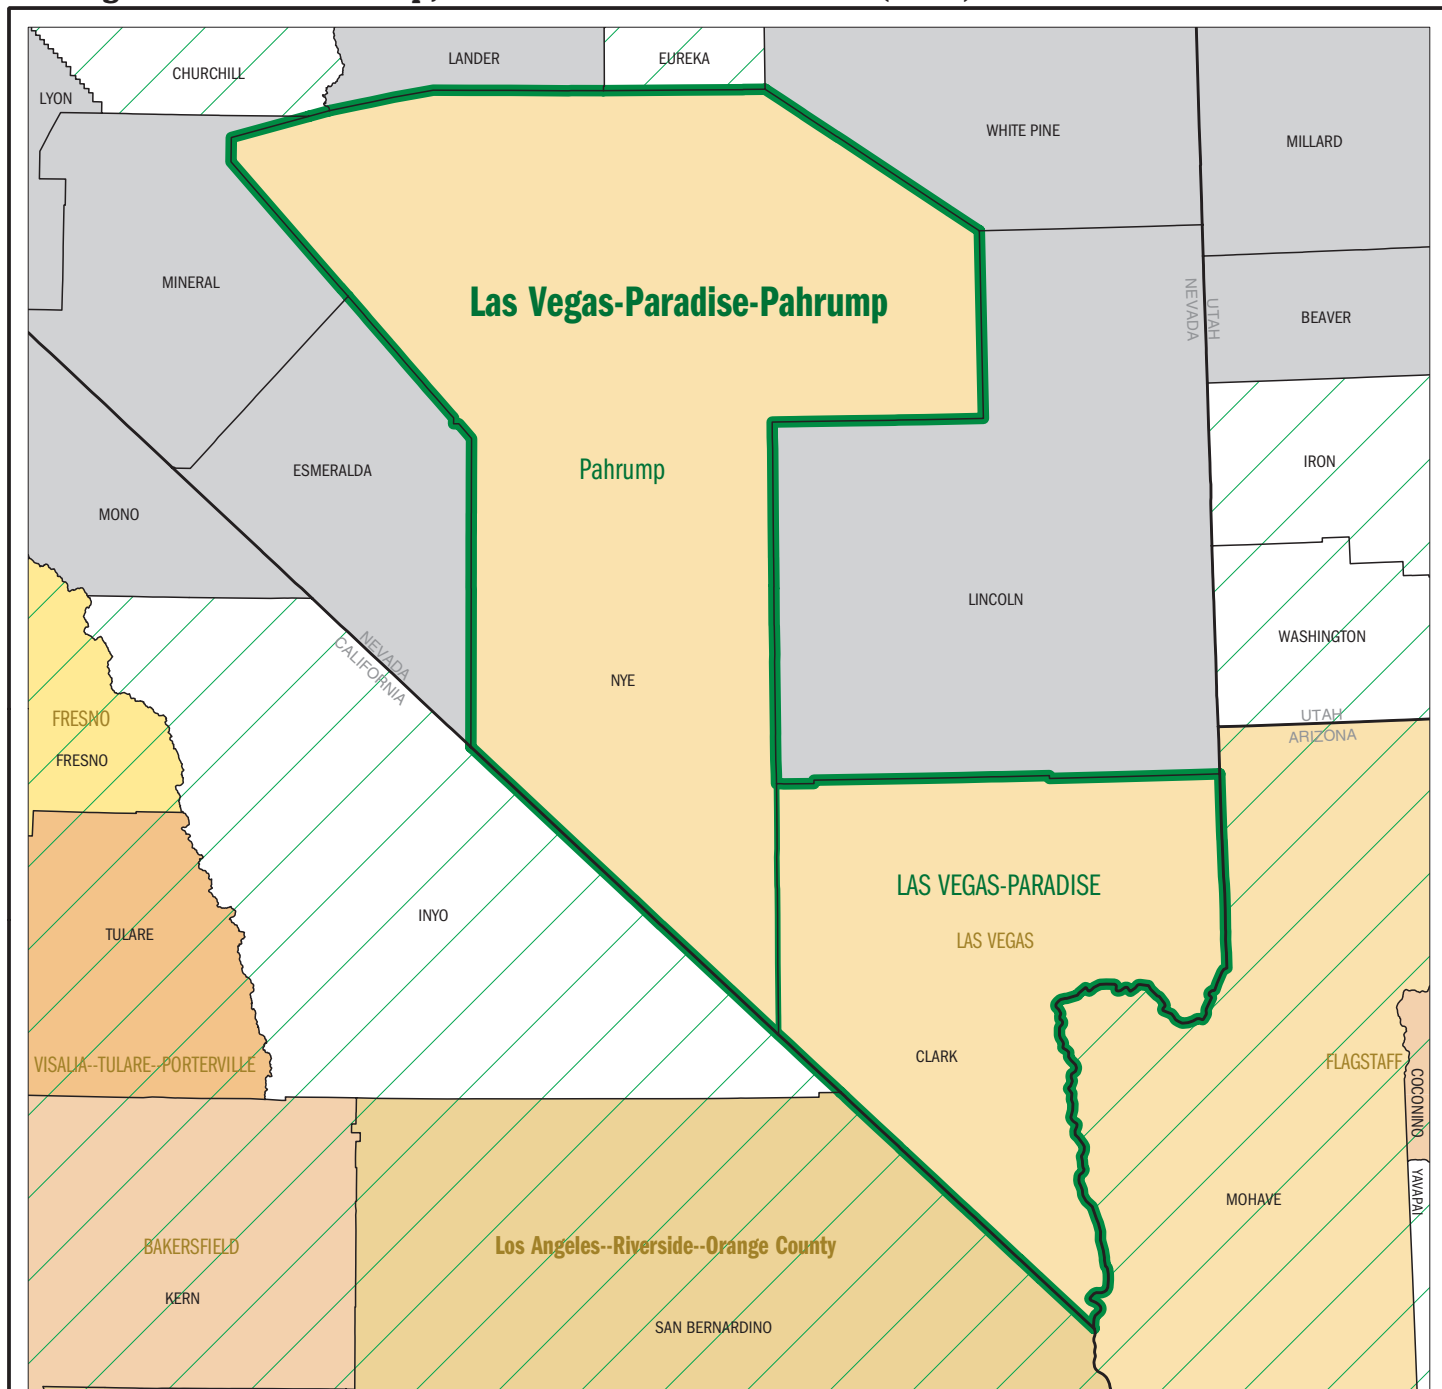 LANDER
EUREKA
CHURCHILL
LYON
WHITE PINE
MILLARD
MINERAL
Las Vegas-Paradise-Pahrump
NEVADA
UTAH
BEAVER
IRON
Pahrump
ESMERALDA
MONO
LINCOLN
WASHINGTON
NEVADA
CALIFORNIA
NYE
FRESNO
UTAH
ARIZONA
FRESNO
LAS VEGAS-PARADISE
INYO
TULARE
LAS VEGAS
CLARK
VISALIA--TULARE--PORTERVILLE
FLAGSTAFF
COCONINO
YAVAPAI
MOHAVE
BAKERSFIELD
Los Angeles--Riverside--Orange County
KERN
SAN BERNARDINO